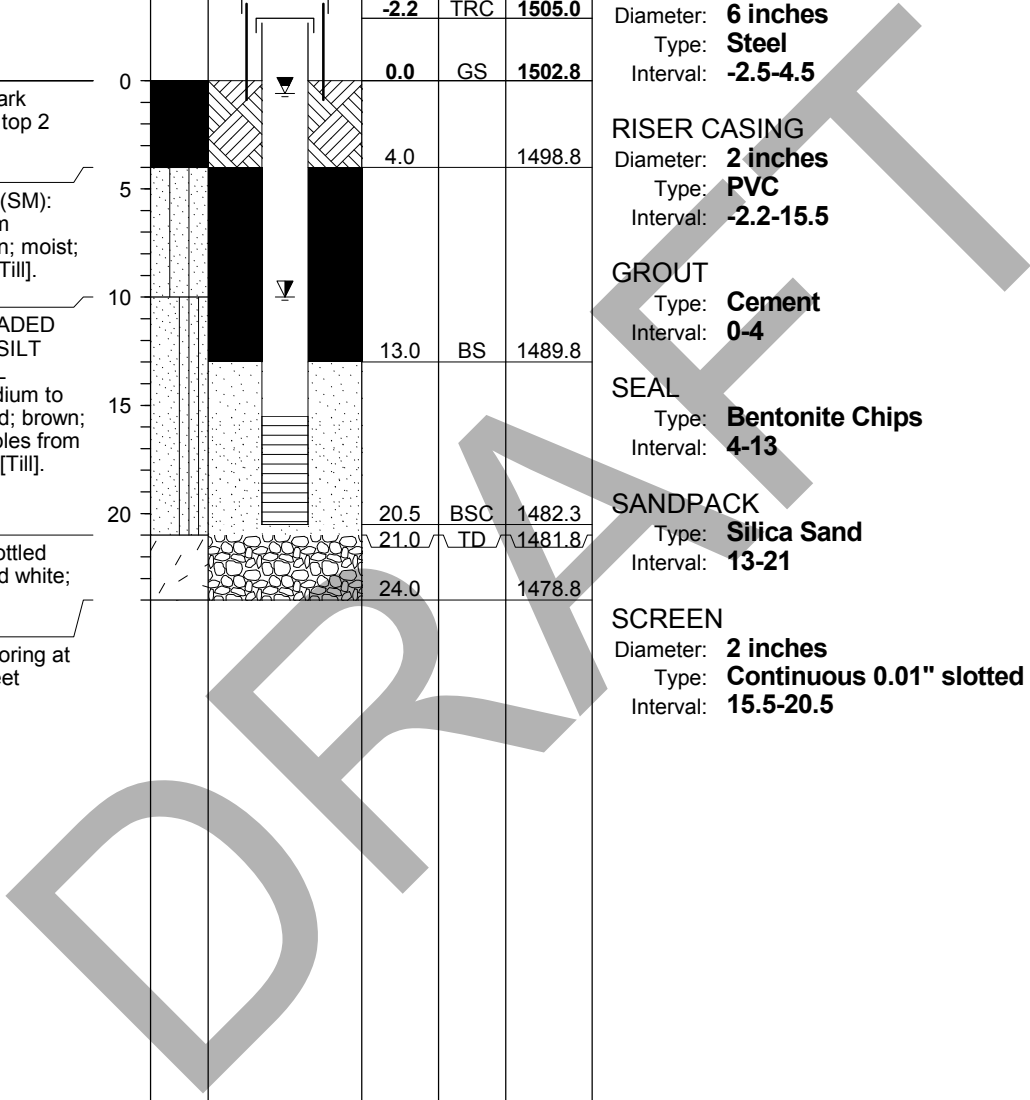 -2.2 TRC 1505.0
0.0 GS 1502.8
4.0 1498.8
13.0 BS 1489.8
20.5 BSC 1482.3
21.0 TD 1481.8
24.0 1478.8
0
5
10
15
20
ark
top 2
(SM):
n; moist;
Till].
ADED
SILT
dium to
d; brown;
oles from
[Till].
ottled
d white;
oring at
eet
Diameter: 6 inches
Type: Steel
Interval: -2.5-4.5
RISER CASING
Diameter: 2 inches
Type: PVC
Interval: -2.2-15.5
GROUT
Type: Cement
Interval: 0-4
SEAL
Type: Bentonite Chips
Interval: 4-13
SANDPACK
Type: Silica Sand
Interval: 13-21
SCREEN
Diameter: 2 inches
Type: Continuous 0.01" slotted
Interval: 15.5-20.5
DRAFT